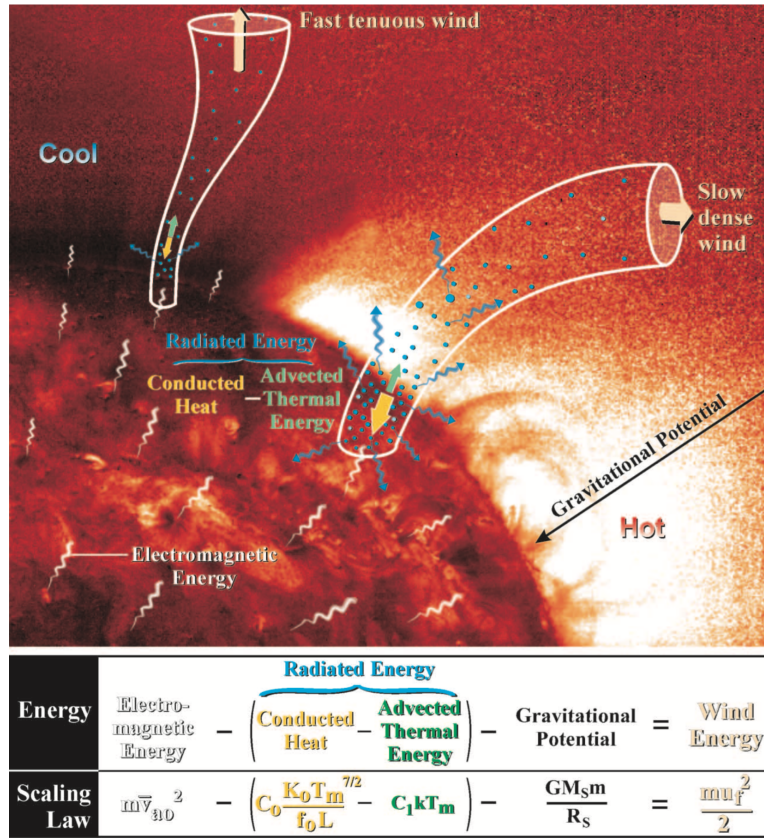 Fast tenuous wind
Cool
Slow
dense
wind
Radiated Energy
Conducted
Heat
–
Advected
Thermal
Energy
Gravitational Potential
Hot
Electromagnetic
Energy
Radiated Energy
Energy
Electro-
magnetic
Energy
– (
Conducted
Heat
–
Advected
Thermal
Energy
) –
Gravitational
Potential
=
Wind
Energy
Scaling
Law
mv̅ₐₒ² – (C₀ K₀Tₘ^7/2 / f₀L – C₁kTₘ) – GMₛm / Rₛ = mu_f² / 2